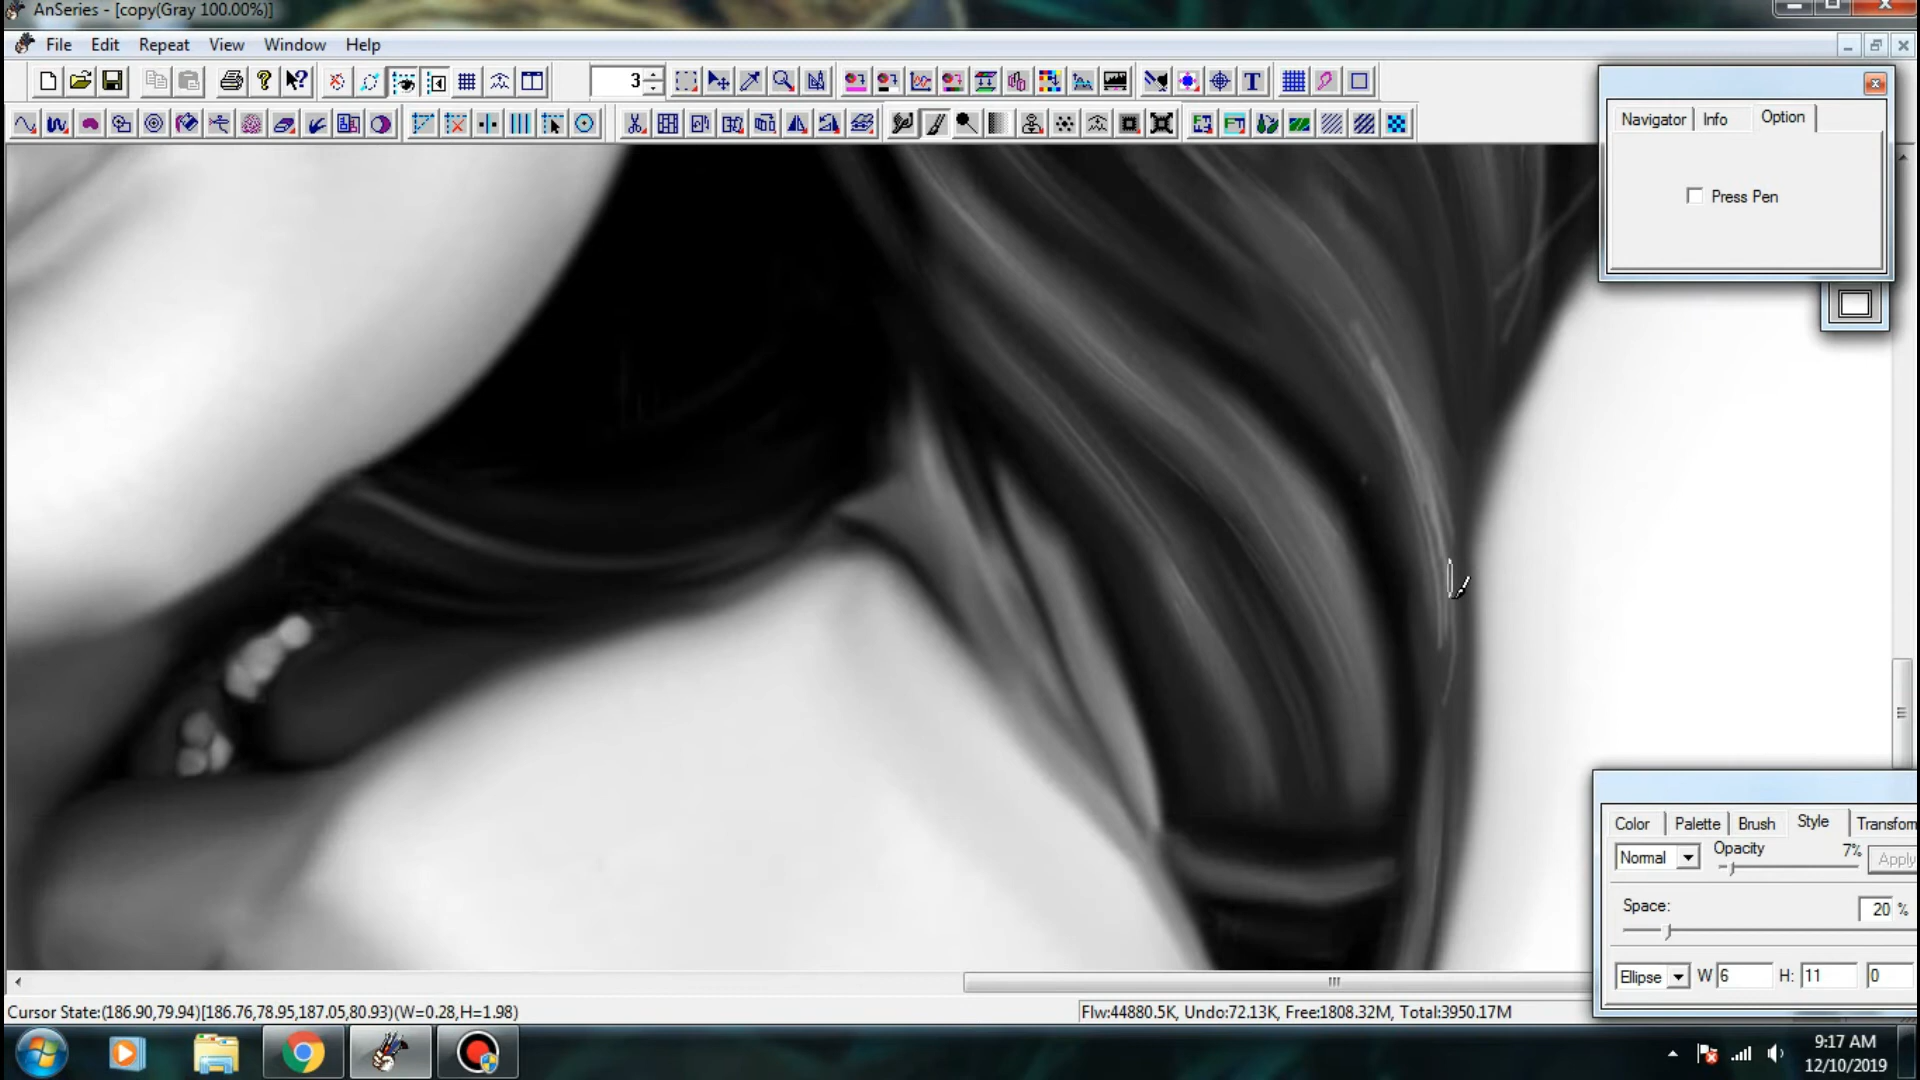 AnSeries - [copy(Gray 100.00%)]
File Edit Repeat View Window Help
3
Navigator Info Option
Press Pen
Color Palette Brush Style Transform
Normal Opacity 7% Apply
Space: 20 %
Ellipse W 6 H: 11 0
Cursor State:(186.90,79.94)[186.76,78.95,187.05,80.93)(W=0.28,H=1.98)
Flw:44880.5K, Undo:72.13K, Free:1808.32M, Total:3950.17M
9:17 AM
12/10/2019